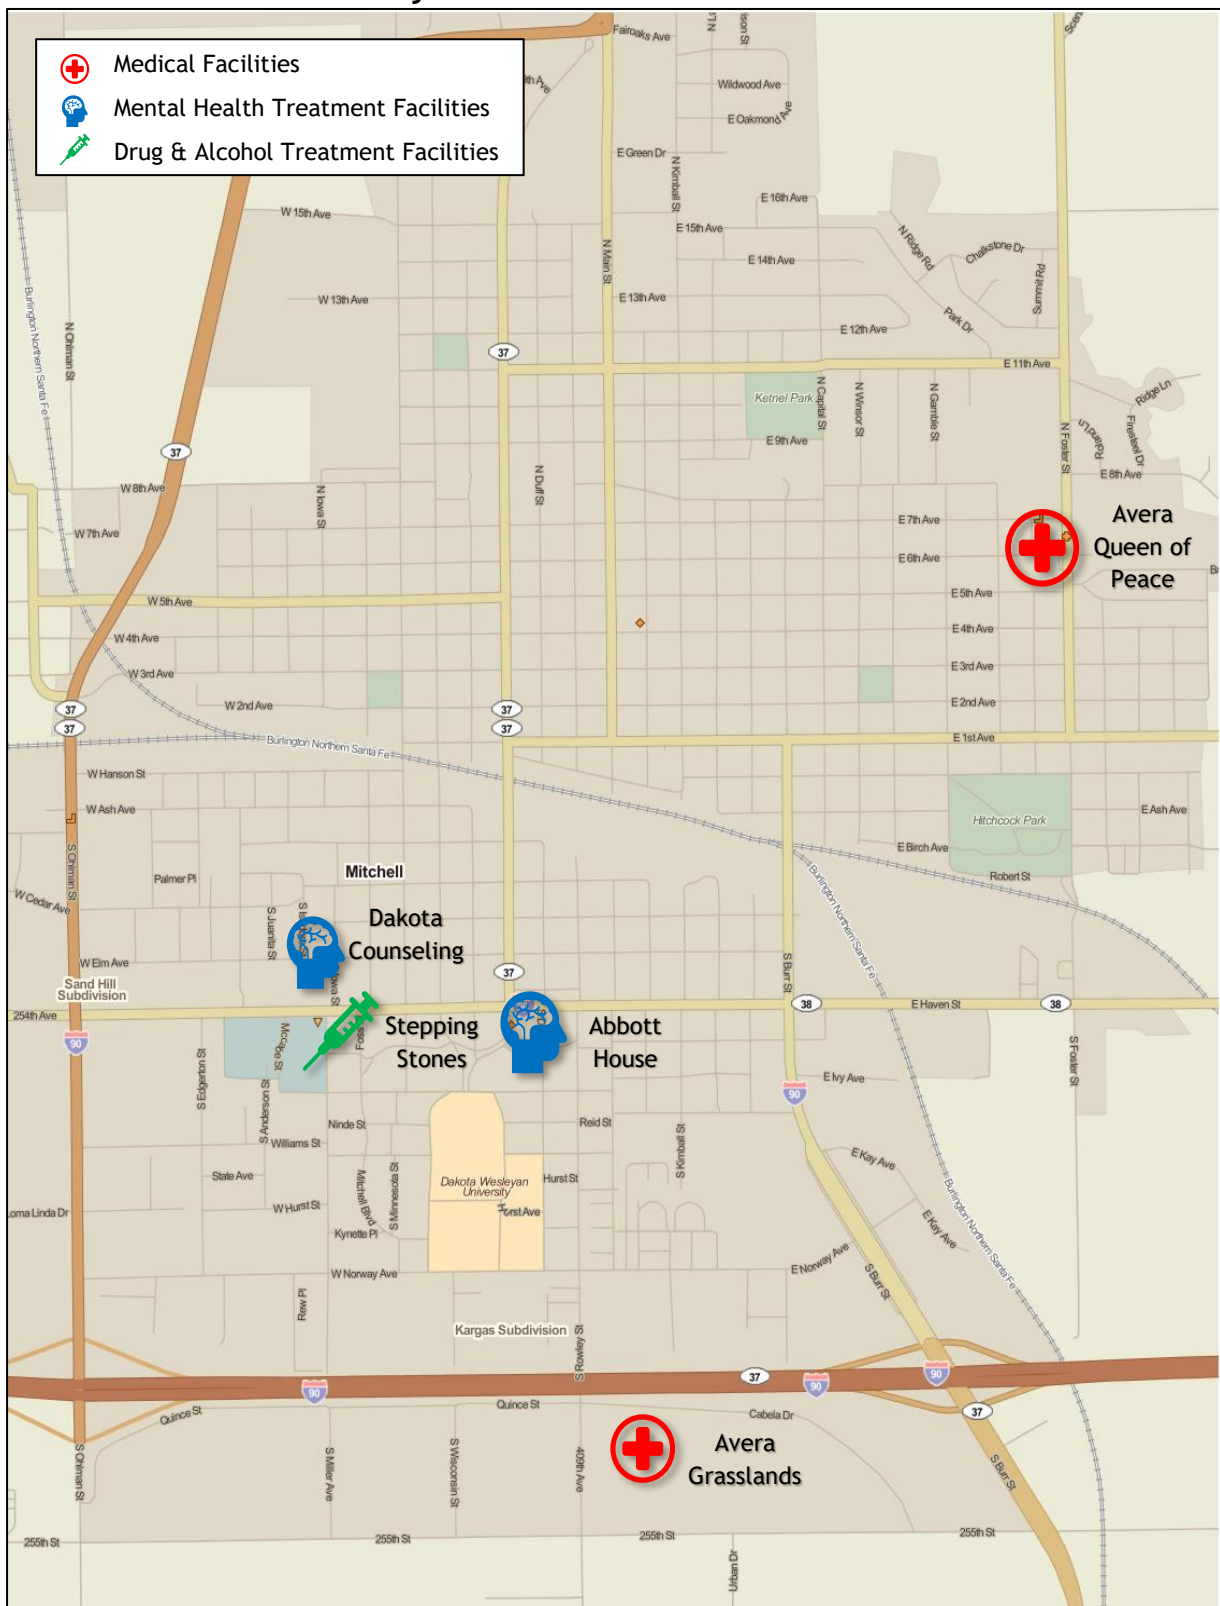 Medical Facilities
Mental Health Treatment Facilities
Drug & Alcohol Treatment Facilities
Fairoaks Ave
Wildwood Ave
E Oakmond Ave
E Green Dr
N Kimball St
E 16th Ave
W 15th Ave
E 15th Ave
N Ridge Rd
Chalkstone Dr
N Main St
E 14th Ave
Summit Rd
W 13th Ave
E 13th Ave
Park Dr
E 12th Ave
Burlington Northern Santa Fe
N Ohlman St
37
E 11th Ave
Ketnel Park
N Capital St
N Winsor St
N Gamble St
Ridge Ln
E 9th Ave
N Foster St
Roland Ln
Firesteel Dr
37
N Duff St
E 8th Ave
W 8th Ave
N Iowa St
W 7th Ave
E 7th Ave
Avera
Queen of
Peace
E 6th Ave
E 5th Ave
W 5th Ave
E 4th Ave
W 4th Ave
E 3rd Ave
W 3rd Ave
E 2nd Ave
W 2nd Ave
37
37
37
37
E 1st Ave
Burlington Northern Santa Fe
W Hanson St
W Ash Ave
E Ash Ave
Hitchcock Park
E Birch Ave
S Ohlman St
Mitchell
Robert St
Palmer Pl
W Cedar Ave
Burlington Northern Santa Fe
S Juanita St
Dakota
Counseling
W Elm Ave
S Burr St
37
Sand Hill
Subdivision
Iowa St
254th Ave
38
E Haven St
38
90
McCabe St
Foss
Stepping
Stones
Abbott
House
S Foster St
S Edgerton St
E Ivy Ave
90
S Anderson St
Ninde St
Reid St
Williams St
S Kimball St
E Kay Ave
State Ave
Mitchell Blvd
S Minnesota St
Dakota Wesleyan
University
Hurst St
Burlington Northern Santa Fe
Loma Linda Dr
W Hurst St
E Kay Ave
Kynette Pl
W Norway Ave
E Norway Ave
S Burr St
Rew Pl
Kargas Subdivision
S Rowley St
90
37
90
90
Quince St
Quince St
Cabela Dr
37
Avera
Grasslands
S Ohlman St
S Miller Ave
S Wisconsin St
409th Ave
S Burr St
255th St
255th St
255th St
255th St
Urban Dr